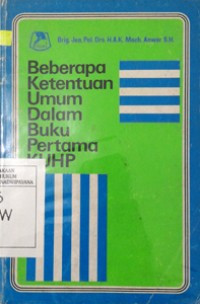 Brig Jen Pol Drs H.A.K. Moch Anwar S.H
Beberapa
Ketentuan
Umum
Dalam
Buku
Pertama
KUHP